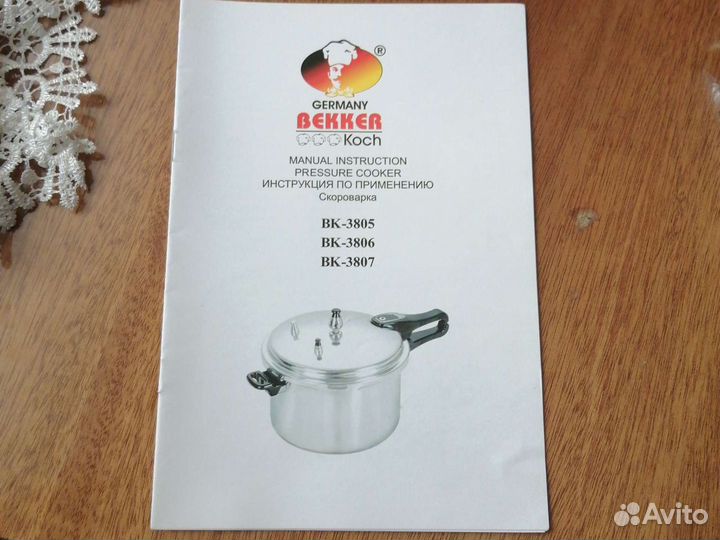 ®
GERMANY
BEKKER
Koch
MANUAL INSTRUCTION
PRESSURE COOKER
ИНСТРУКЦИЯ ПО ПРИМЕНЕНИЮ
Скороварка
BK-3805
BK-3806
BK-3807
Avito